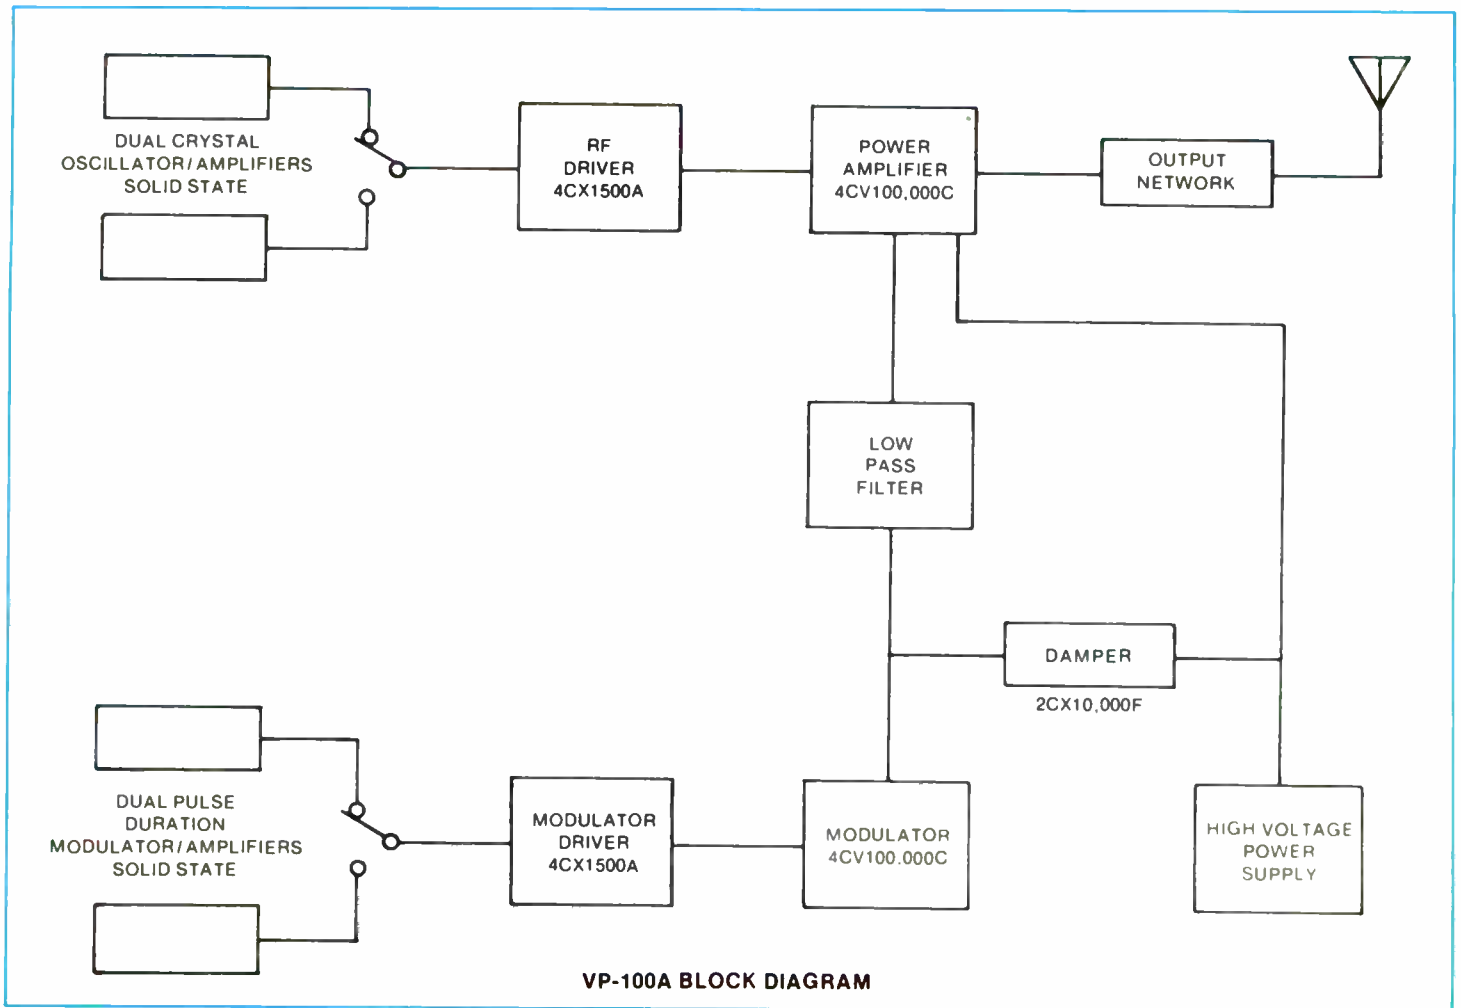 DUAL CRYSTAL
OSCILLATOR/AMPLIFIERS
SOLID STATE
RF
DRIVER
4CX1500A
POWER
AMPLIFIER
4CV100,000C
OUTPUT
NETWORK
LOW
PASS
FILTER
DAMPER
2CX10,000F
DUAL PULSE
DURATION
MODULATOR/AMPLIFIERS
SOLID STATE
MODULATOR
DRIVER
4CX1500A
MODULATOR
4CV100.000C
HIGH VOLTAGE
POWER
SUPPLY
VP-100A BLOCK DIAGRAM